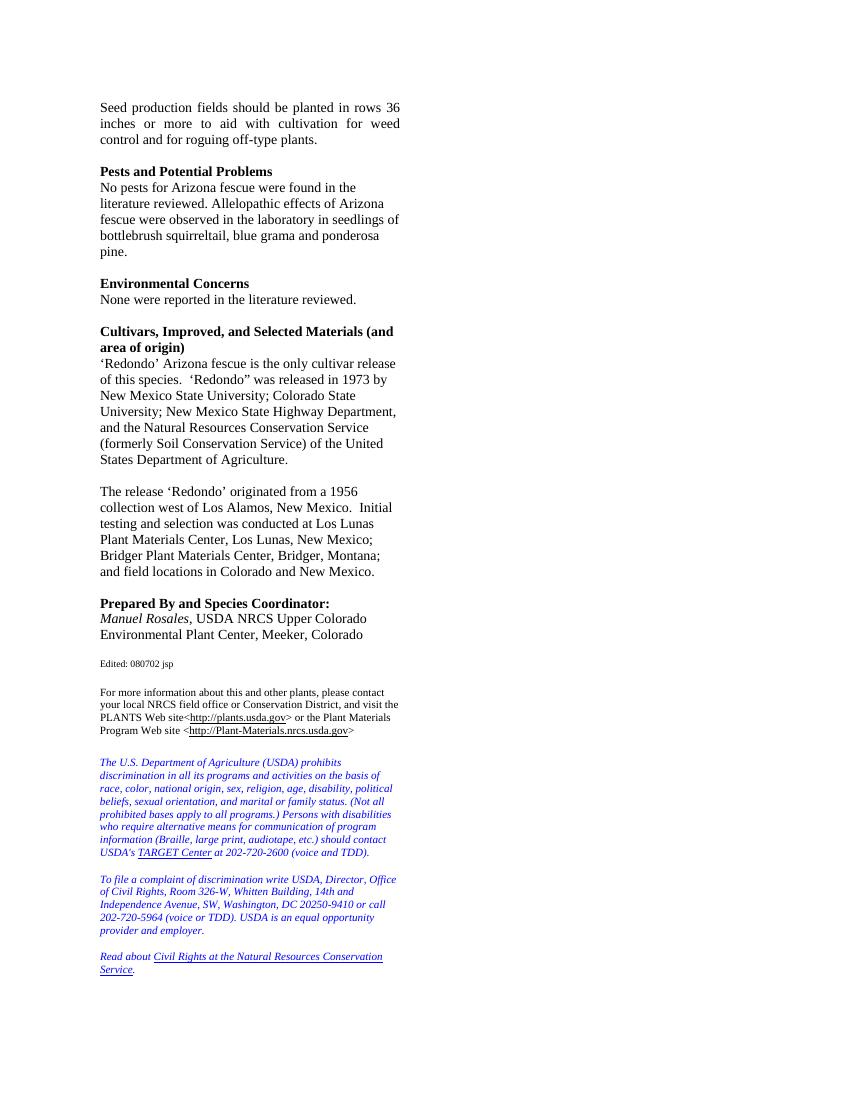 Seed production fields should be planted in rows 36
inches or more to aid with cultivation for weed
control and for roguing off-type plants.
Pests and Potential Problems
No pests for Arizona fescue were found in the
literature reviewed. Allelopathic effects of Arizona
fescue were observed in the laboratory in seedlings of
bottlebrush squirreltail, blue grama and ponderosa
pine.
Environmental Concerns
None were reported in the literature reviewed.
Cultivars, Improved, and Selected Materials (and
area of origin)
‘Redondo’ Arizona fescue is the only cultivar release
of this species.  ‘Redondo” was released in 1973 by
New Mexico State University; Colorado State
University; New Mexico State Highway Department,
and the Natural Resources Conservation Service
(formerly Soil Conservation Service) of the United
States Department of Agriculture.
The release ‘Redondo’ originated from a 1956
collection west of Los Alamos, New Mexico.  Initial
testing and selection was conducted at Los Lunas
Plant Materials Center, Los Lunas, New Mexico;
Bridger Plant Materials Center, Bridger, Montana;
and field locations in Colorado and New Mexico.
Prepared By and Species Coordinator:
Manuel Rosales, USDA NRCS Upper Colorado
Environmental Plant Center, Meeker, Colorado
Edited: 080702 jsp
For more information about this and other plants, please contact
your local NRCS field office or Conservation District, and visit the
PLANTS Web site<http://plants.usda.gov> or the Plant Materials
Program Web site <http://Plant-Materials.nrcs.usda.gov>
The U.S. Department of Agriculture (USDA) prohibits
discrimination in all its programs and activities on the basis of
race, color, national origin, sex, religion, age, disability, political
beliefs, sexual orientation, and marital or family status. (Not all
prohibited bases apply to all programs.) Persons with disabilities
who require alternative means for communication of program
information (Braille, large print, audiotape, etc.) should contact
USDA's TARGET Center at 202-720-2600 (voice and TDD).
To file a complaint of discrimination write USDA, Director, Office
of Civil Rights, Room 326-W, Whitten Building, 14th and
Independence Avenue, SW, Washington, DC 20250-9410 or call
202-720-5964 (voice or TDD). USDA is an equal opportunity
provider and employer.
Read about Civil Rights at the Natural Resources Conservation
Service.